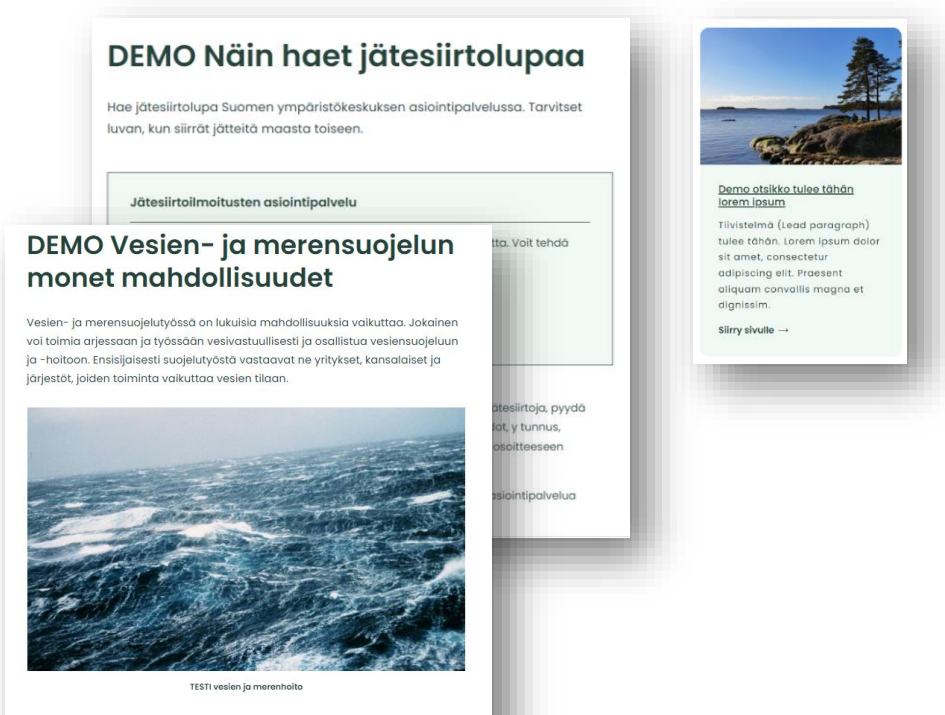 DEMO Näin haet jätesiirtolupaa
Hae jätesiirtolupa Suomen ympäristökeskuksen asiointipalvelussa. Tarvitset
luvan, kun siirrät jätteitä maasta toiseen.
Jätesiirtoilmoitusten asiointipalvelu
Voit tehdä
pyydä
y tunnus,
osoitteeseen
asiointipalvelua
DEMO Vesien- ja merensuojelun
monet mahdollisuudet
Vesien- ja merensuojelutyössä on lukuisia mahdollisuuksia vaikuttaa. Jokainen
voi toimia arjessaan ja työssään vesivastuullisesti ja osallistua vesiensuojeluun
ja -hoitoon. Ensisijaisesti suojelutyöstä vastaavat ne yritykset, kansalaiset ja
järjestöt, joiden toiminta vaikuttaa vesien tilaan.
TESTI vesien ja merenhoito
Demo otsikko tulee tähän
lorem ipsum
Tiivistelmä (Lead paragraph)
tulee tähän. Lorem ipsum dolor
sit amet, consectetur
adipiscing elit. Praesent
aliquam convallis magna et
dignissim.
Siirry sivulle →